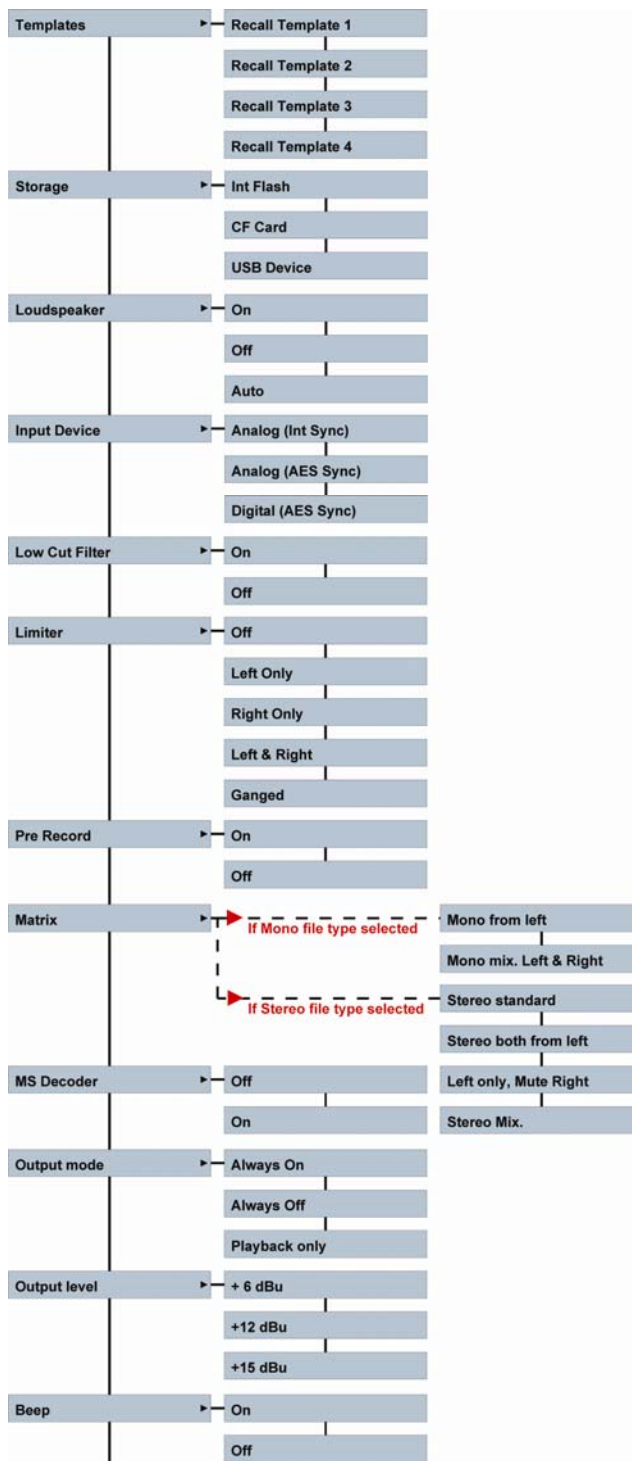 Templates
Recall Template 1
Recall Template 2
Recall Template 3
Recall Template 4
Storage
Int Flash
CF Card
USB Device
Loudspeaker
On
Off
Auto
Input Device
Analog (Int Sync)
Analog (AES Sync)
Digital (AES Sync)
Low Cut Filter
On
Off
Limiter
Off
Left Only
Right Only
Left & Right
Ganged
Pre Record
On
Off
Matrix
If Mono file type selected
Mono from left
Mono mix. Left & Right
If Stereo file type selected
Stereo standard
Stereo both from left
Left only, Mute Right
Stereo Mix.
MS Decoder
Off
On
Output mode
Always On
Always Off
Playback only
Output level
+ 6 dBu
+12 dBu
+15 dBu
Beep
On
Off